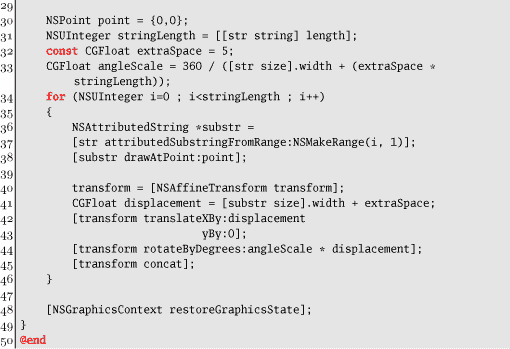 29
30 NSPoint point = {0,0};
31 NSUInteger stringLength = [[str string] length];
32 const CGFloat extraSpace = 5;
33 CGFloat angleScale = 360 / ([str size].width + (extraSpace *
stringLength));
34 for (NSUInteger i=0 ; i<stringLength ; i++)
35 {
36 NSAttributedString *substr =
37 [str attributedSubstringFromRange:NSMakeRange(i, 1)];
38 [substr drawAtPoint:point];
39
40 transform = [NSAffineTransform transform];
41 CGFloat displacement = [substr size].width + extraSpace;
42 [transform translateXBy:displacement
43 yBy:0];
44 [transform rotateByDegrees:angleScale * displacement];
45 [transform concat];
46 }
47
48 [NSGraphicsContext restoreGraphicsState];
49 }
50 @end